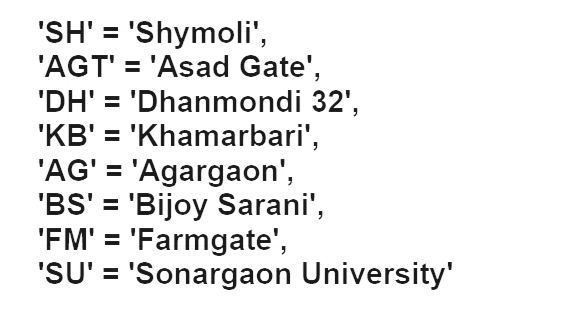 'SH' = 'Shymoli',
'AGT' = 'Asad Gate',
'DH' = 'Dhanmondi 32',
'KB' = 'Khamarbari',
'AG' = 'Agargaon',
'BS' = 'Bijoy Sarani',
'FM' = 'Farmgate',
'SU' = 'Sonargaon University'